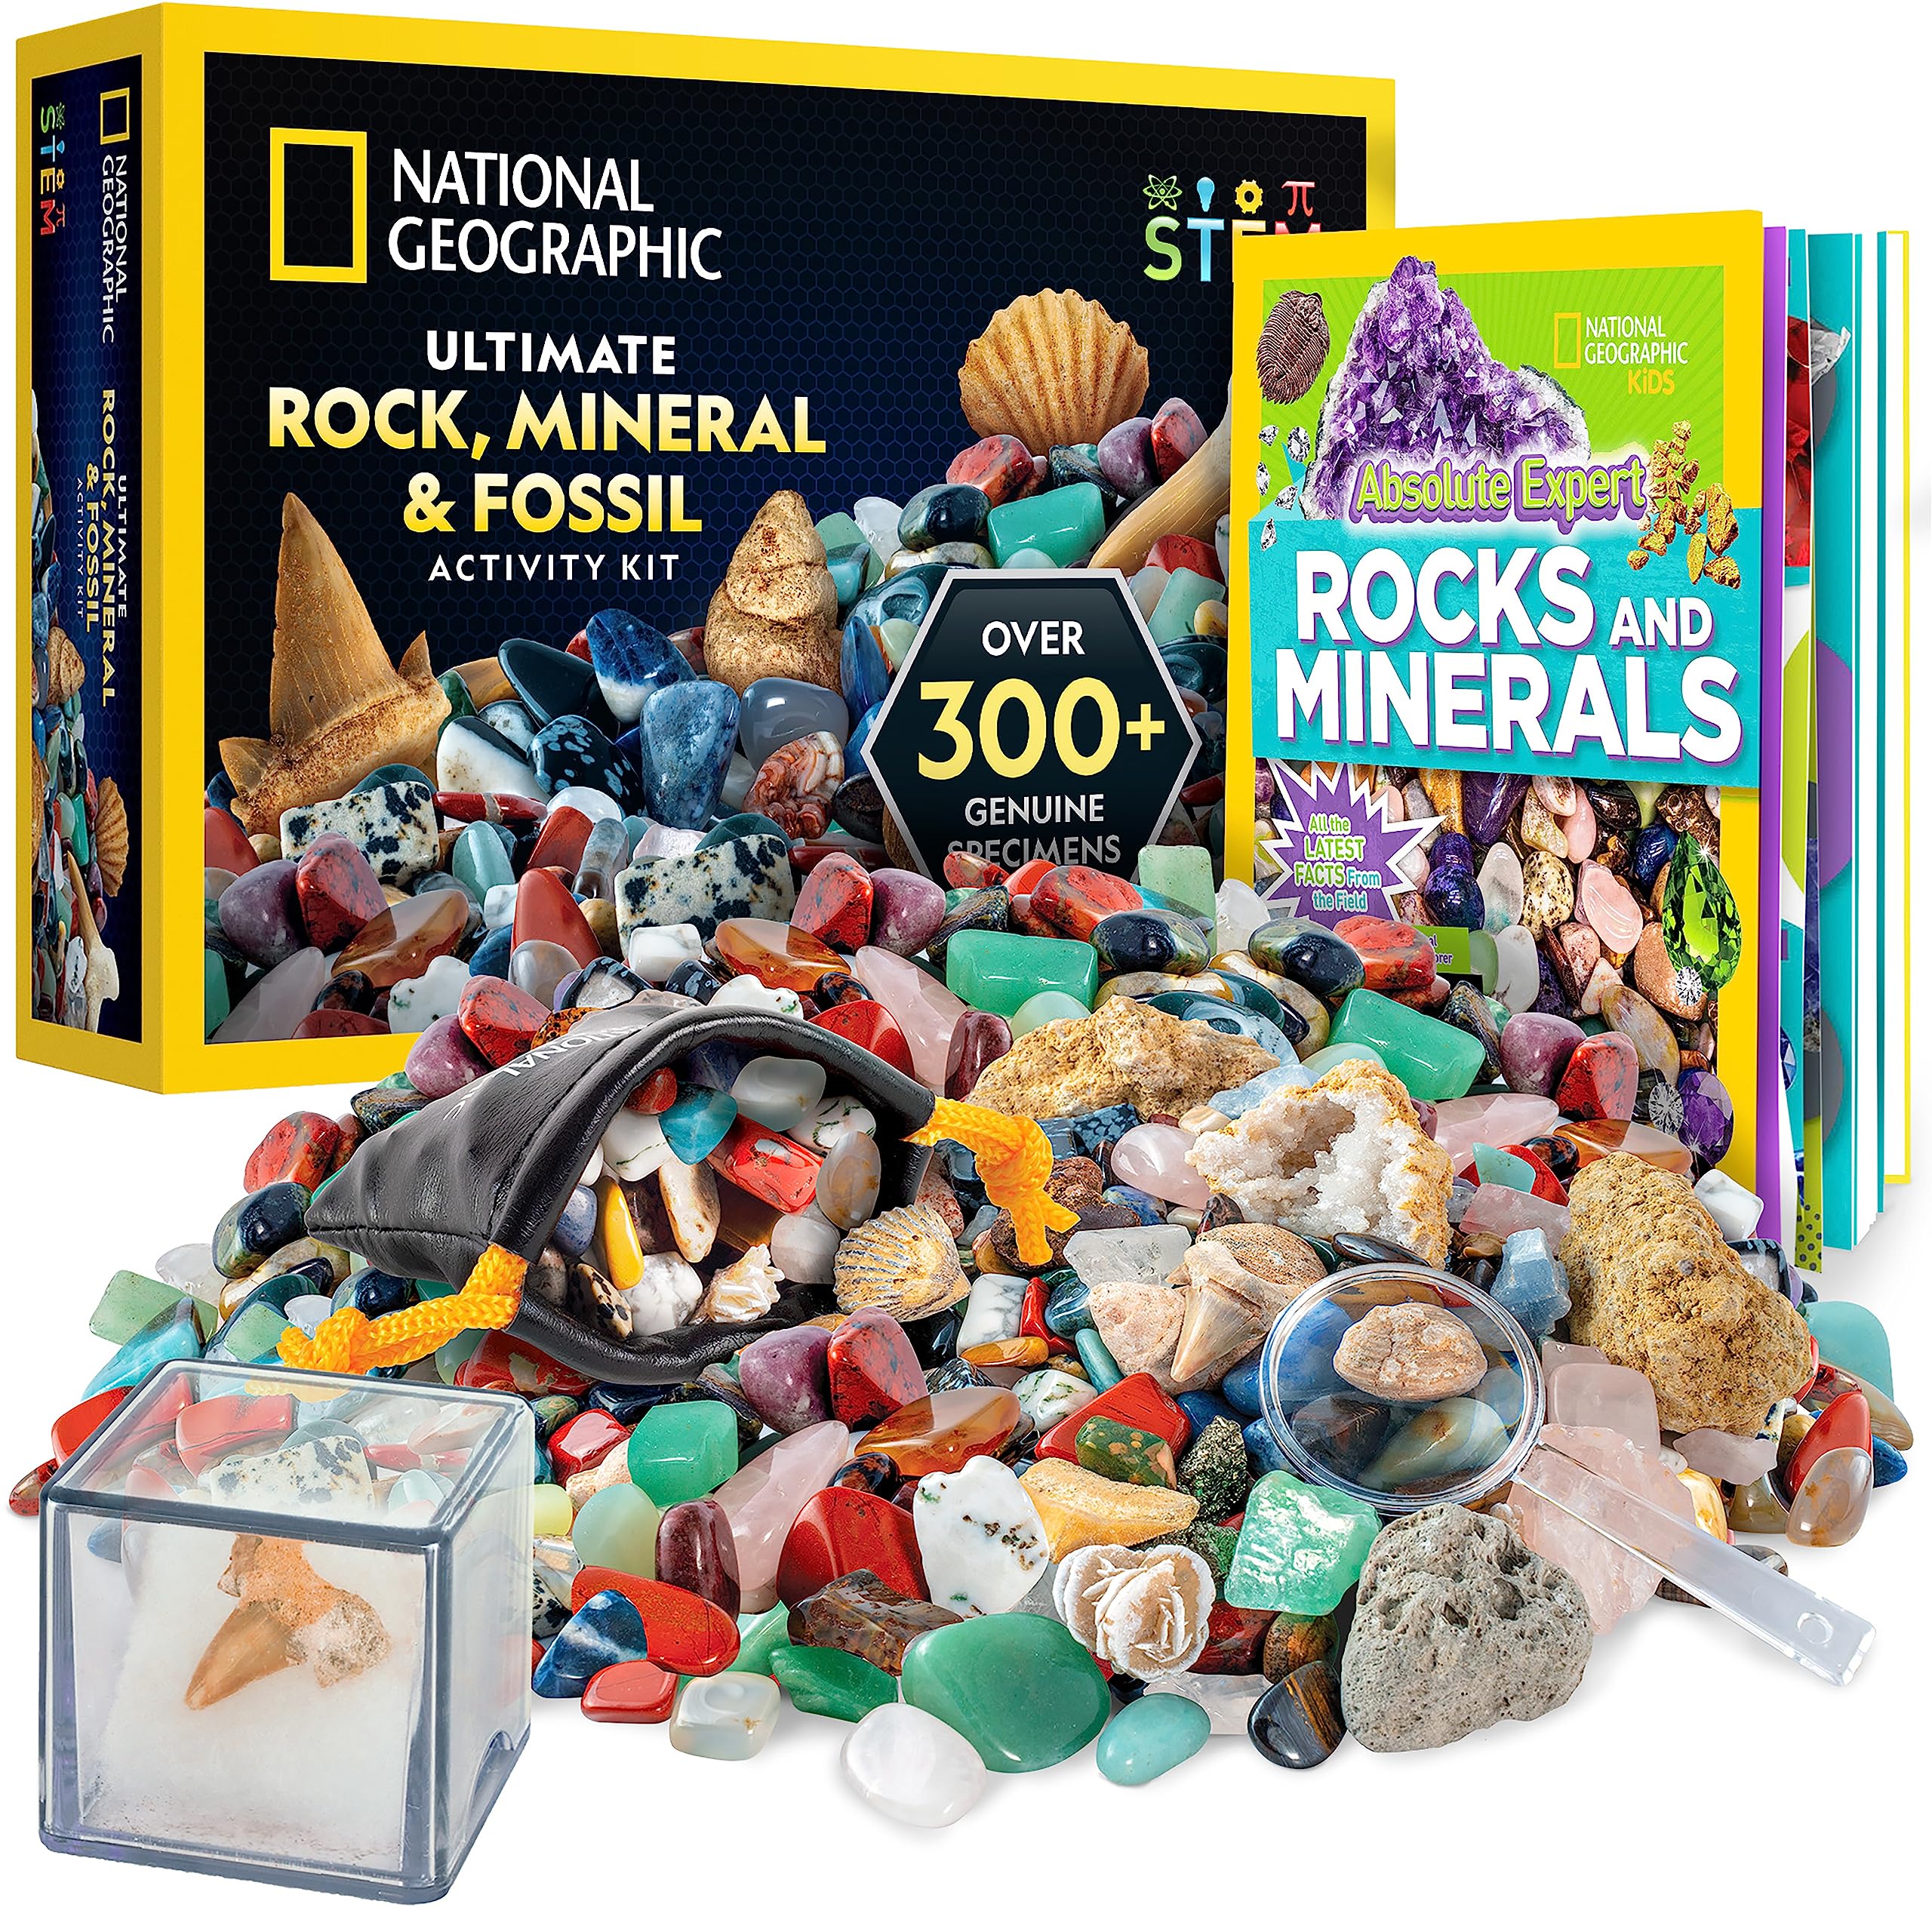 NATIONAL
GEOGRAPHIC
STEM
ULTIMATE
ROCK, MINERAL
& FOSSIL
ACTIVITY KIT
OVER
300+
GENUINE
SPECIMENS
STEM
NATIONAL
GEOGRAPHIC
ULTIMATE
ROCK, MINERAL
& FOSSIL
ACTIVITY KIT
NATIONAL
GEOGRAPHIC
KiDS
Absolute Expert
ROCKS AND
MINERALS
All the
LATEST
FACTS From
the Field